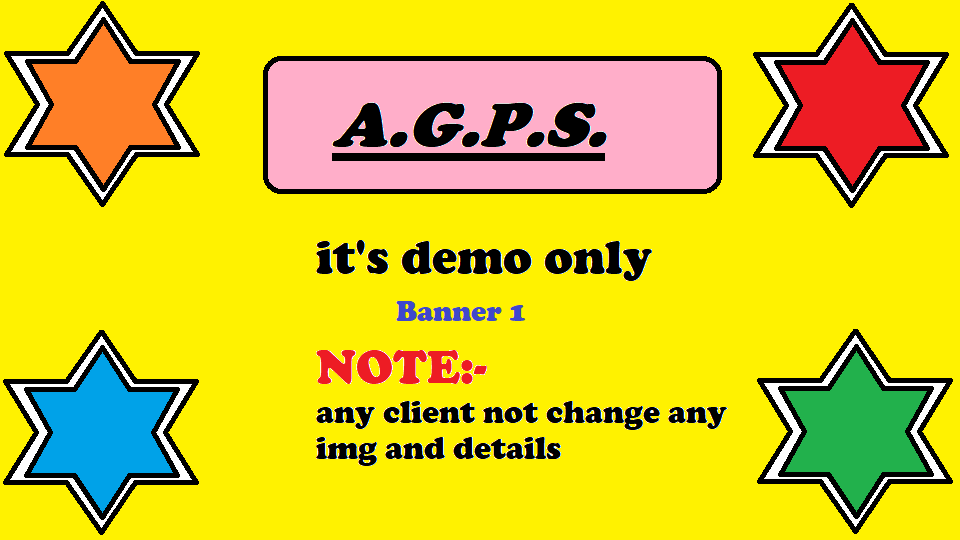 A.G.P.S.
it's demo only
Banner 1
NOTE:-
any client not change any
img and details